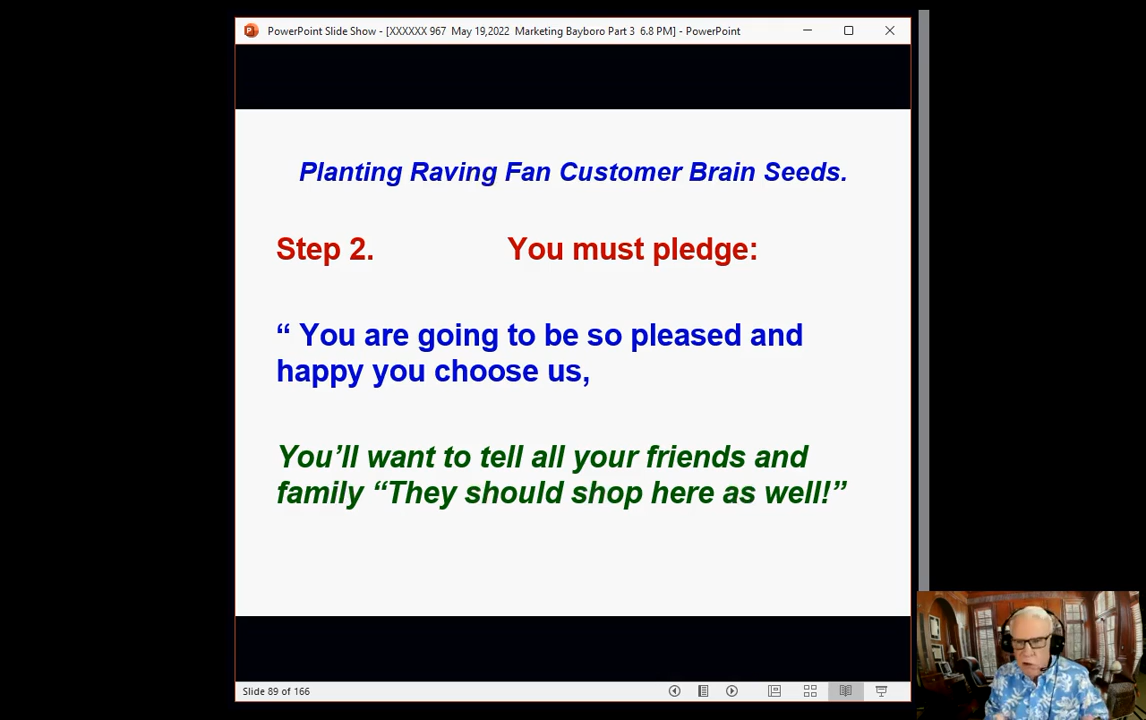 PowerPoint Slide Show - [XXXXXX 967 May 19,2022 Marketing Bayboro Part 3 6.8 PM] - PowerPoint
Planting Raving Fan Customer Brain Seeds.
Step 2. You must pledge:
“ You are going to be so pleased and
happy you choose us,
You’ll want to tell all your friends and
family “They should shop here as well!”
Slide 89 of 166